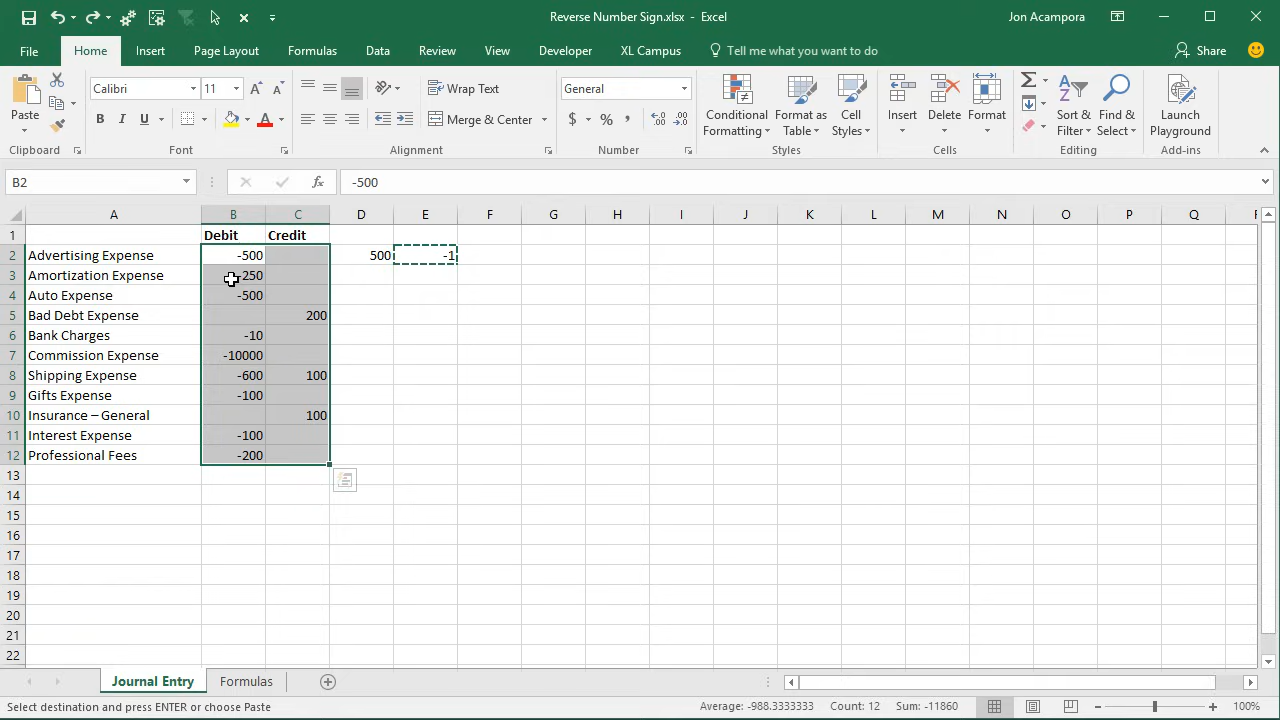 Reverse Number Sign.xlsx - Excel
Jon Acampora
File Home Insert Page Layout Formulas Data Review View Developer XL Campus Tell me what you want to do Share
Paste
Clipboard
Calibri 11
B I U
Font
Wrap Text
Merge & Center
Alignment
General
$ % ,
Number
Conditional Formatting
Format as Table
Cell Styles
Styles
Insert Delete Format
Cells
Sort & Filter
Find & Select
Editing
Launch Playground
Add-ins
B2 fx -500
A B C D E F G H I J K L M N O P Q
1 Debit Credit
2 Advertising Expense -500 500 -1
3 Amortization Expense 250
4 Auto Expense -500
5 Bad Debt Expense 200
6 Bank Charges -10
7 Commission Expense -10000
8 Shipping Expense -600 100
9 Gifts Expense -100
10 Insurance – General 100
11 Interest Expense -100
12 Professional Fees -200
13
14
15
16
17
18
19
20
21
22
Journal Entry Formulas
Select destination and press ENTER or choose Paste Average: -988.3333333 Count: 12 Sum: -11860 100%